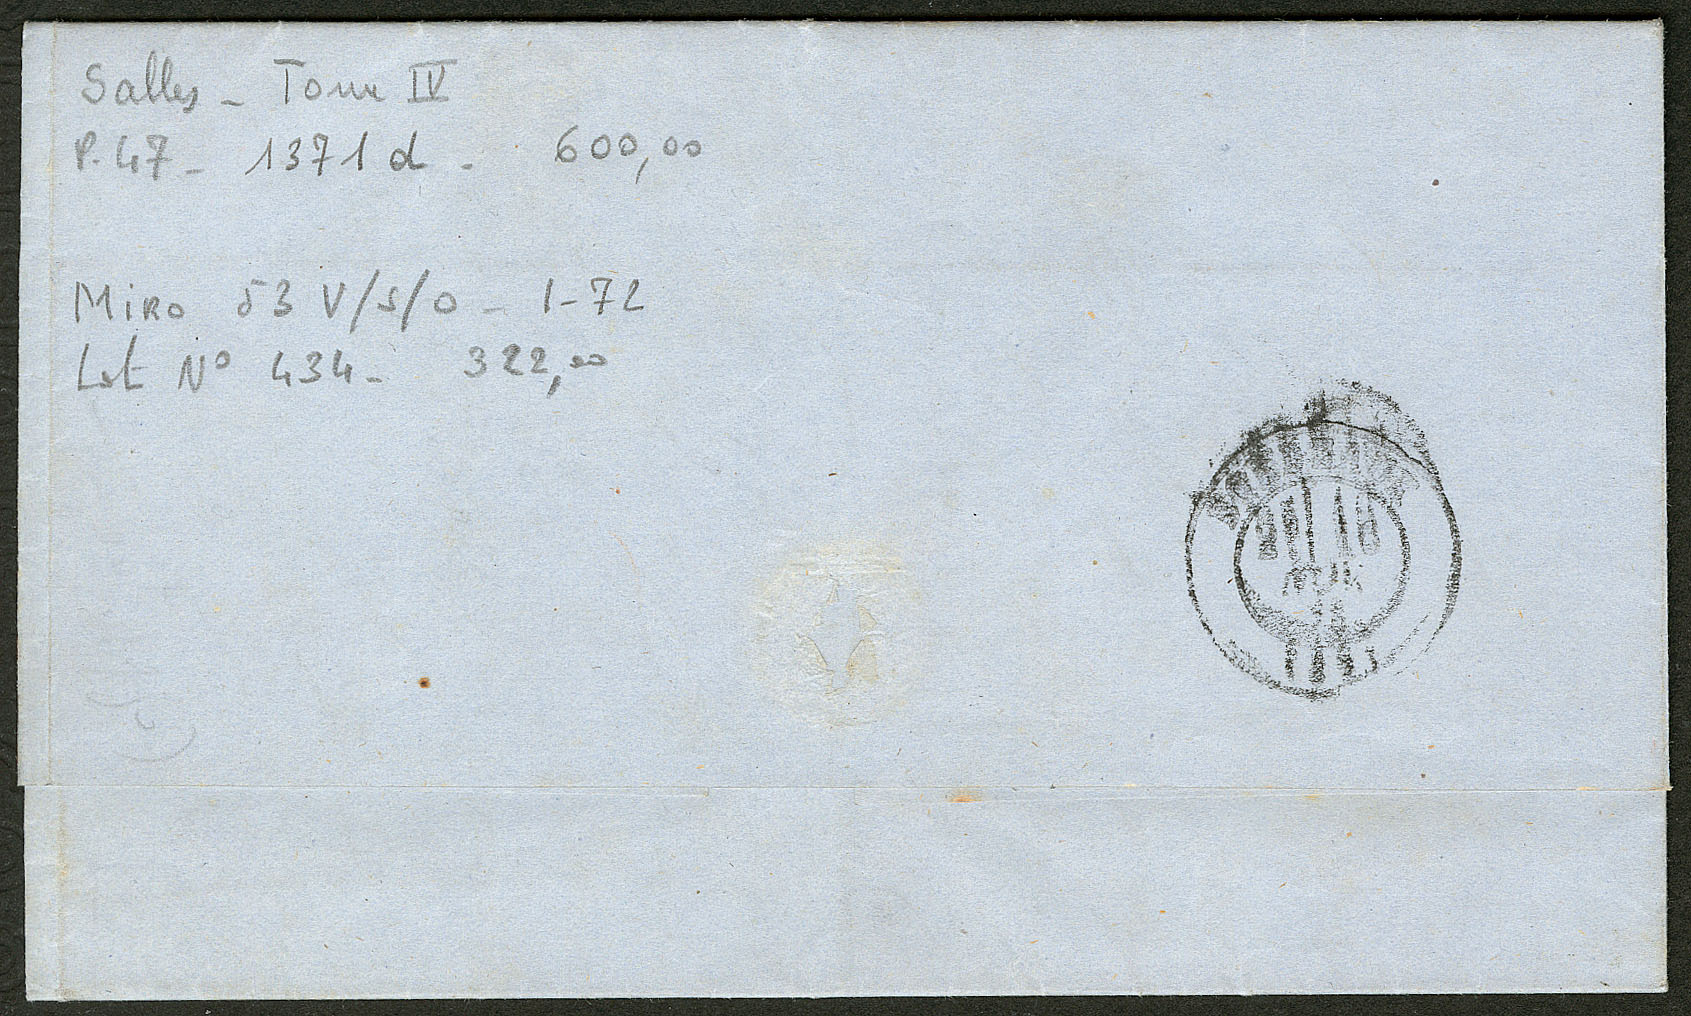 Salles - Tome IV
P. 47 - 1371 d - 600,00
Miro 53 V/S/O - 1-72
Lot N° 434 - 322,00